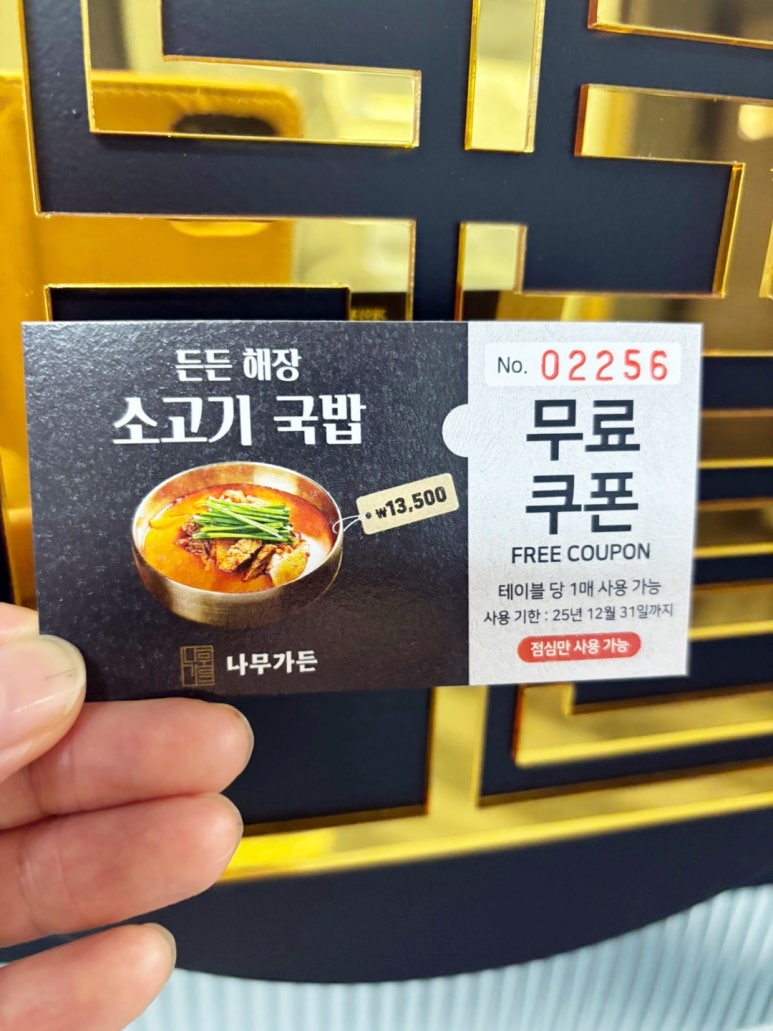 든든 해장
소고기 국밥
₩13,500
나무가든
No. 02256
무료
쿠폰
FREE COUPON
테이블 당 1매 사용 가능
사용 기한 : 25년 12월 31일까지
점심만 사용 가능